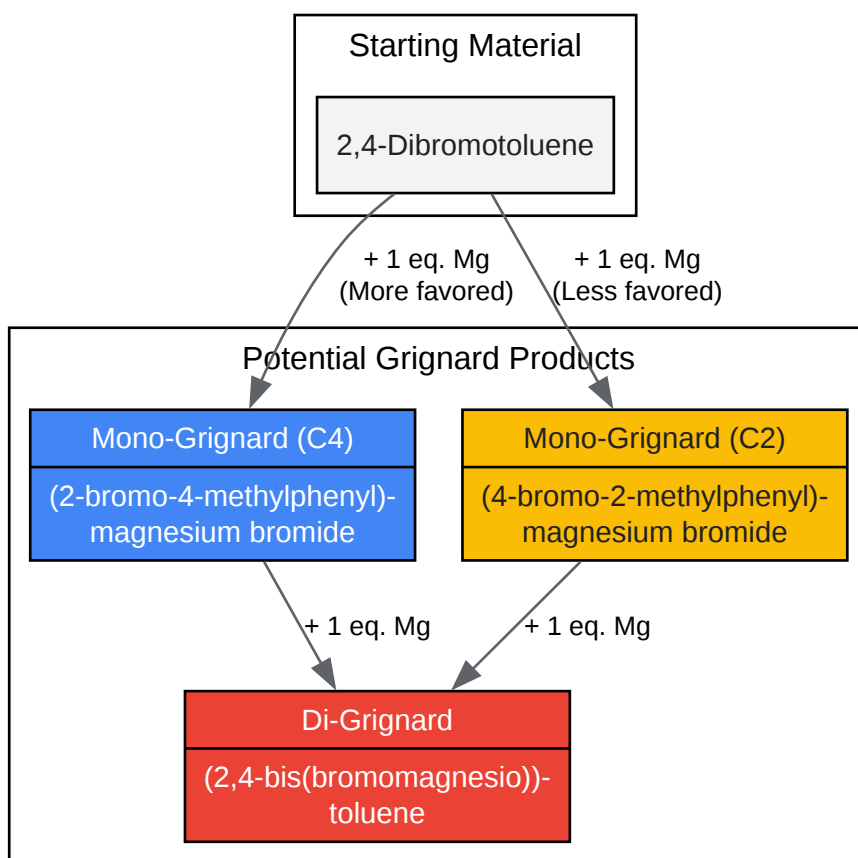 Starting Material
2,4-Dibromotoluene
+ 1 eq. Mg
(More favored)
+ 1 eq. Mg
(Less favored)
Potential Grignard Products
Mono-Grignard (C4)
(2-bromo-4-methylphenyl)-
magnesium bromide
Mono-Grignard (C2)
(4-bromo-2-methylphenyl)-
magnesium bromide
+ 1 eq. Mg
+ 1 eq. Mg
Di-Grignard
(2,4-bis(bromomagnesio))-
toluene